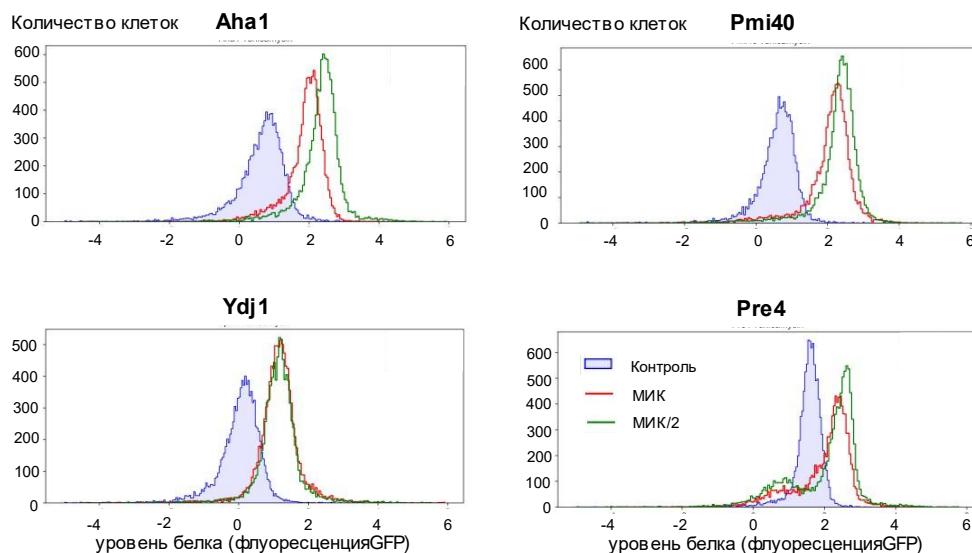 Количество клеток Aha1
600
500
400
300
200
100
0
-4 -2 0 2 4 6
Количество клеток Pmi40
600
500
400
300
200
100
0
-4 -2 0 2 4 6
Ydj1
500
400
300
200
100
0
-4 -2 0 2 4 6
уровень белка (флуоресценцияGFP)
Pre4
600
500
400
300
200
100
0
Контроль
МИК
МИК/2
-4 -2 0 2 4 6
уровень белка (флуоресценцияGFP)